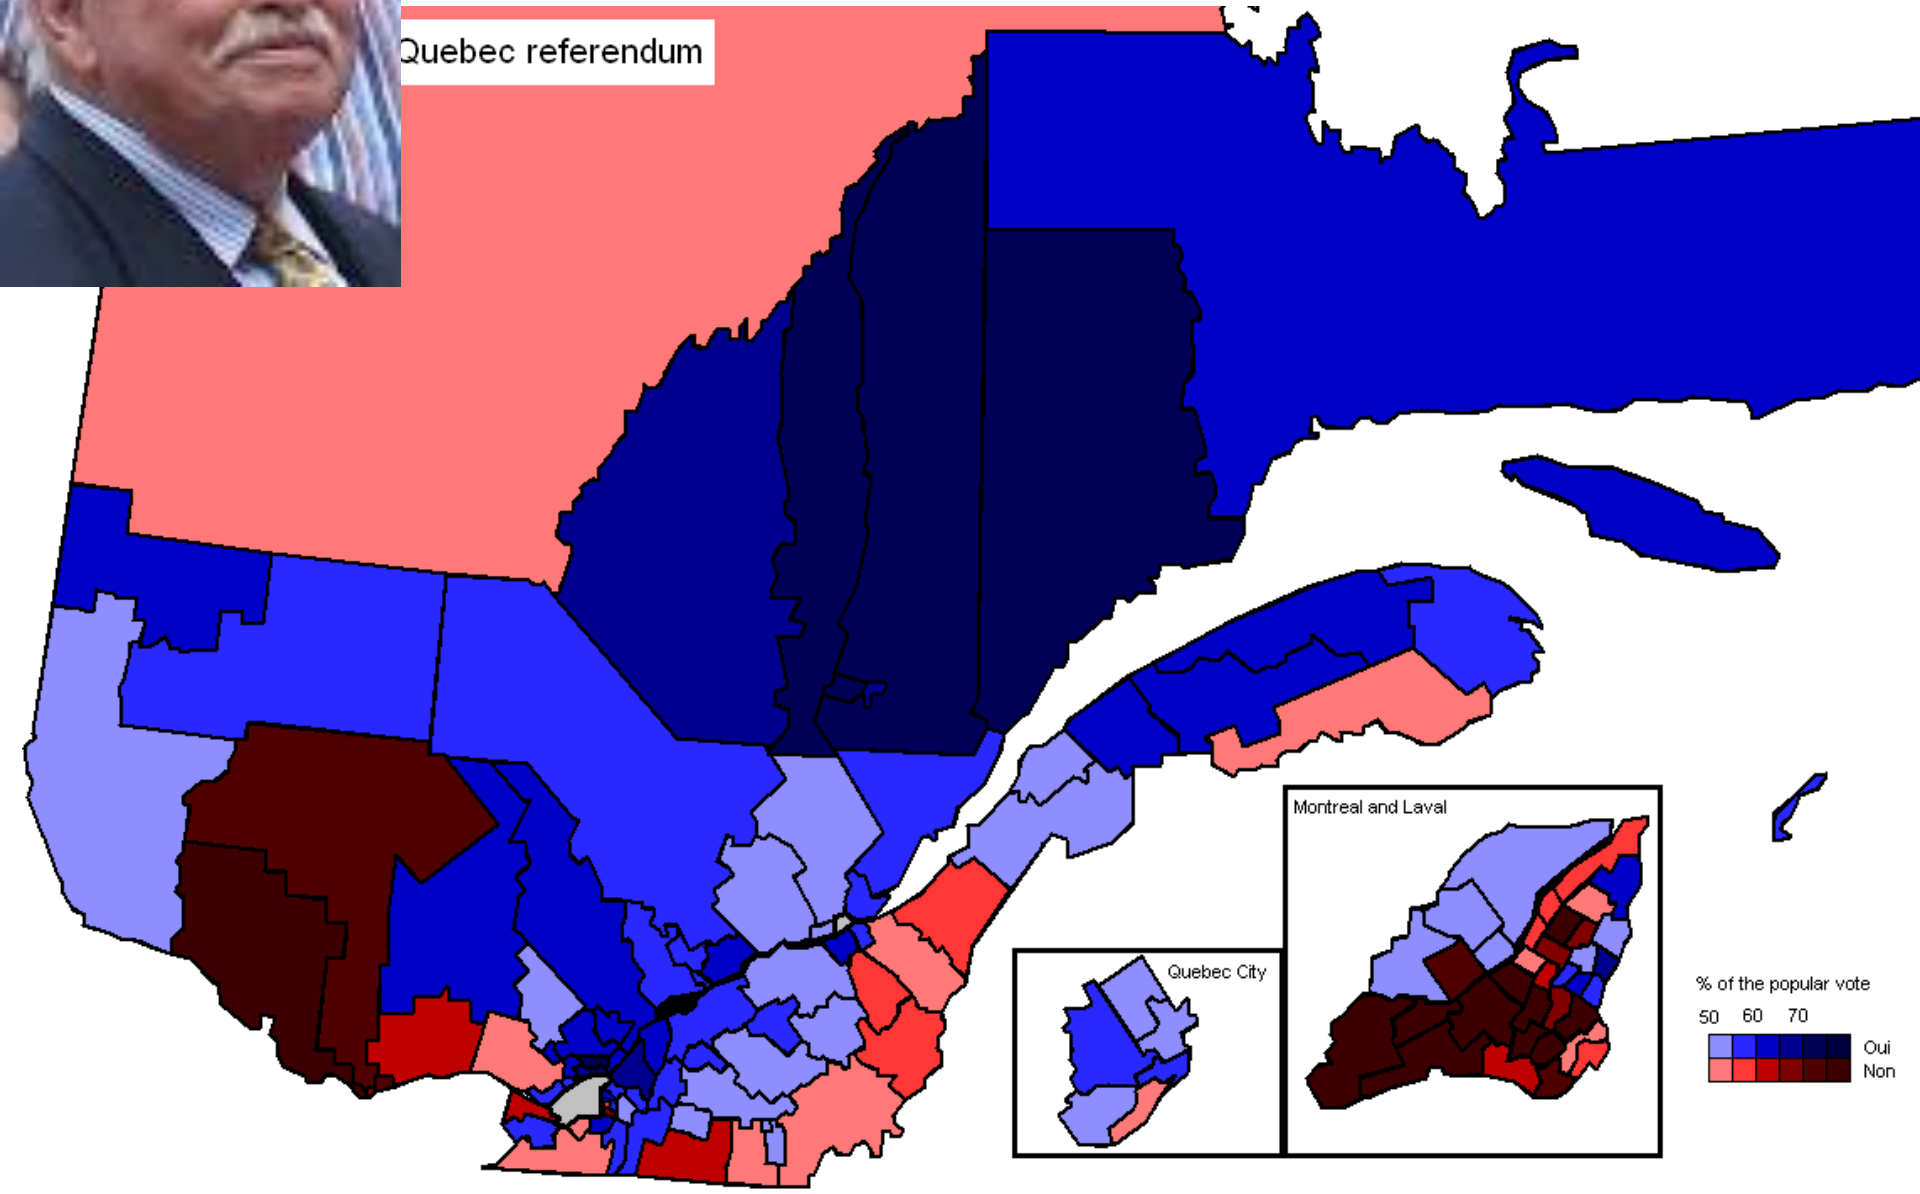 Quebec referendum
Montreal and Laval
Quebec City
% of the popular vote
50 60 70
Oui
Non